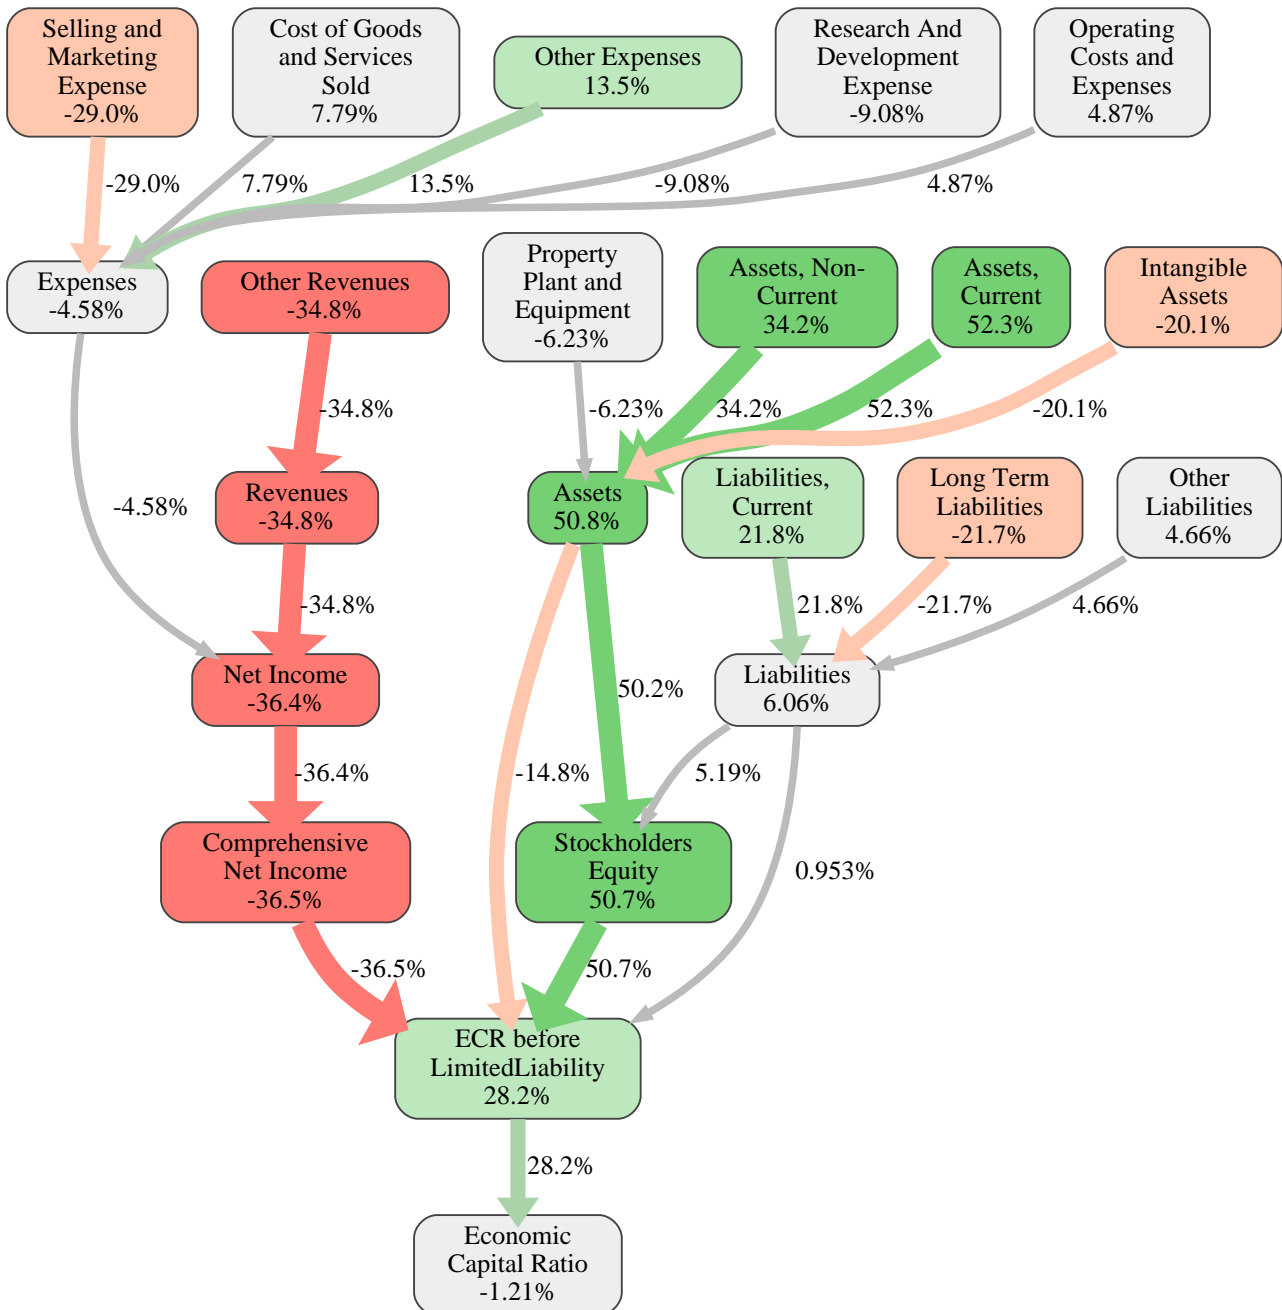 Selling and
Marketing
Expense
-29.0%
Cost of Goods
and Services
Sold
7.79%
Other Expenses
13.5%
Research And
Development
Expense
-9.08%
Operating
Costs and
Expenses
4.87%
-29.0%
7.79%
13.5%
-9.08%
4.87%
Expenses
-4.58%
Other Revenues
-34.8%
Property
Plant and
Equipment
-6.23%
Assets, Non-
Current
34.2%
Assets,
Current
52.3%
Intangible
Assets
-20.1%
-34.8%
-6.23%
34.2%
52.3%
-20.1%
-4.58%
Revenues
-34.8%
Assets
50.8%
Liabilities,
Current
21.8%
Long Term
Liabilities
-21.7%
Other
Liabilities
4.66%
-34.8%
21.8%
-21.7%
4.66%
Net Income
-36.4%
50.2%
Liabilities
6.06%
-36.4%
-14.8%
5.19%
Comprehensive
Net Income
-36.5%
Stockholders
Equity
50.7%
0.953%
-36.5%
50.7%
ECR before
LimitedLiability
28.2%
28.2%
Economic
Capital Ratio
-1.21%